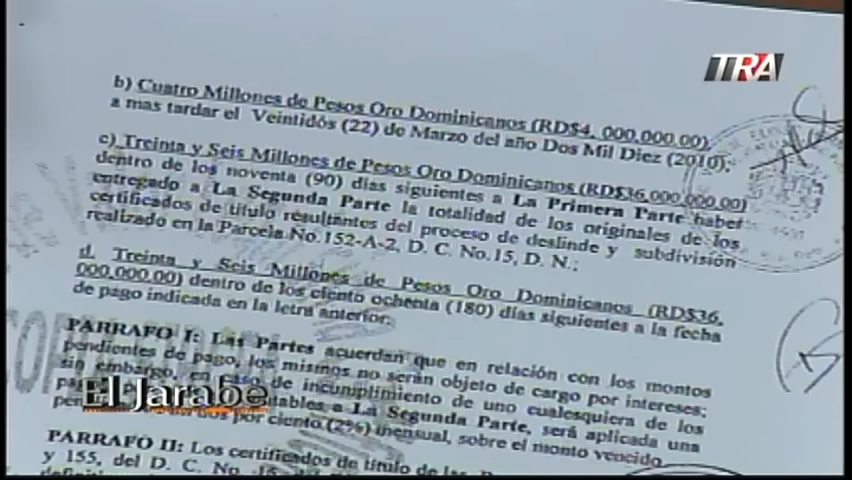 TRA
b) Cuatro Millones de Pesos Oro Dominicanos (RD$4, 000,000.00),
a mas tardar el Veintidós (22) de Marzo del año Dos Mil Diez (2010);
c) Treinta y Seis Millones de Pesos Oro Dominicanos (RD$36,000,000.00)
dentro de los noventa (90) días siguientes a La Primera Parte haber
entregado a La Segunda Parte la totalidad de los originales de los
certificados de título resultantes del proceso de deslinde y subdivisión
realizado en la Parcela No.152-A-2, D. C. No.15, D. N.;
d. Treinta y Seis Millones de Pesos Oro Dominicanos (RD$36,
000,000.00) dentro de los ciento ochenta (180) días siguientes a la fecha
de pago indicada en la letra anterior.
PARRAFO I: Las Partes acuerdan que en relación con los montos
pendientes de pago, los mismos no serán objeto de cargo por intereses;
sin embargo, en caso de incumplimiento de uno cualesquiera de los
a La Segunda Parte, será aplicada una
por ciento (2%) mensual, sobre el monto vencido
El Jarabe
PARRAFO II: Los certificados de título de las
y 155, del D. C. No. 15